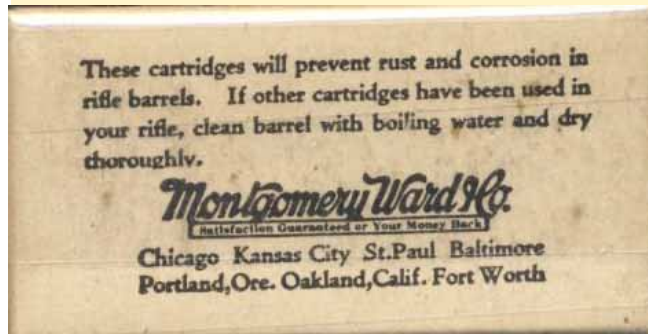 These cartridges will prevent rust and corrosion in
rifle barrels. If other cartridges have been used in
your rifle, clean barrel with boiling water and dry
thoroughly.
Montgomery Ward & Co.
Satisfaction Guaranteed or Your Money Back
Chicago Kansas City St.Paul Baltimore
Portland,Ore. Oakland,Calif. Fort Worth